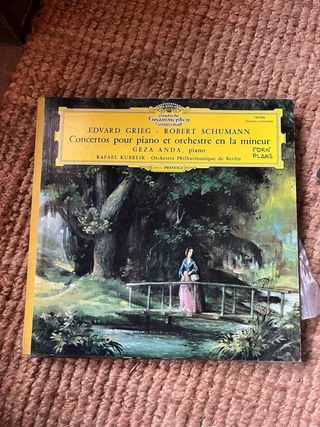 Deutsche
Grammophon
Gesellschaft
EDVARD GRIEG - ROBERT SCHUMANN
Concertos pour piano et orchestre en la mineur
GEZA ANDA, piano
RAFAEL KUBELIK - Orchestre Philharmonique de Berlin
PRESTIGE
FORN
PLANS